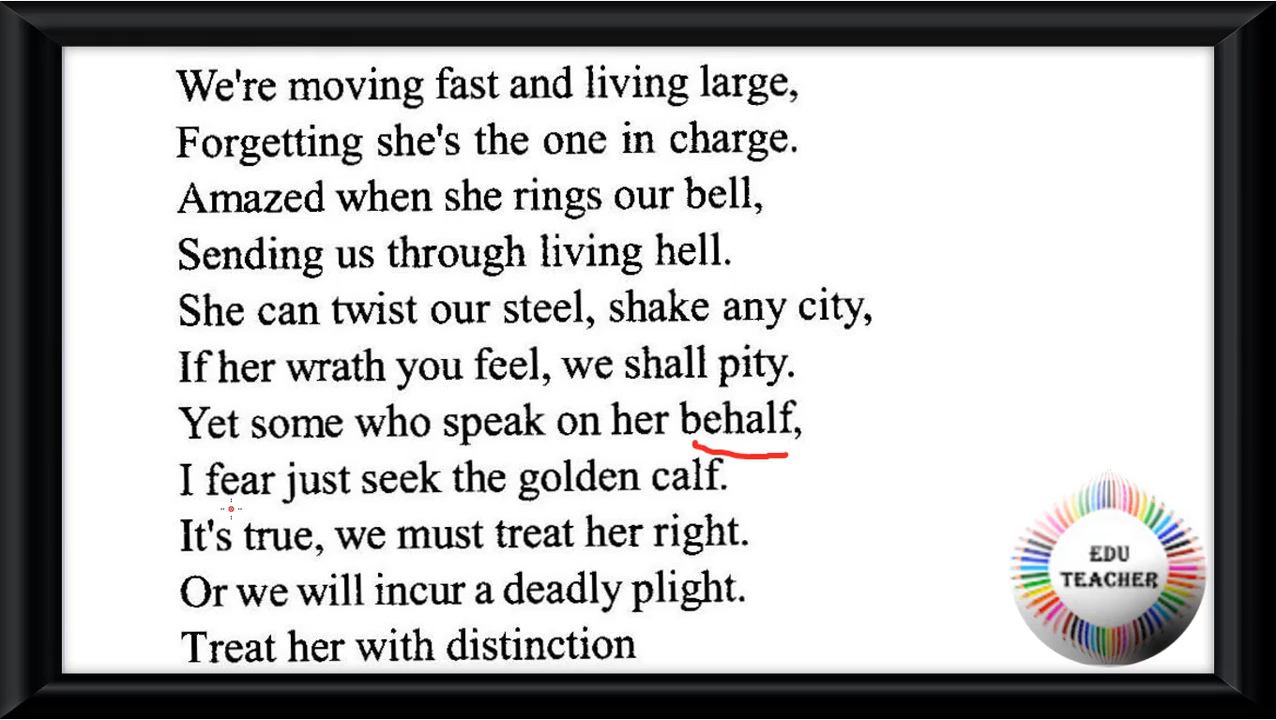 We're moving fast and living large,
Forgetting she's the one in charge.
Amazed when she rings our bell,
Sending us through living hell.
She can twist our steel, shake any city,
If her wrath you feel, we shall pity.
Yet some who speak on her behalf,
I fear just seek the golden calf.
It's true, we must treat her right.
Or we will incur a deadly plight.
Treat her with distinction
EDU
TEACHER